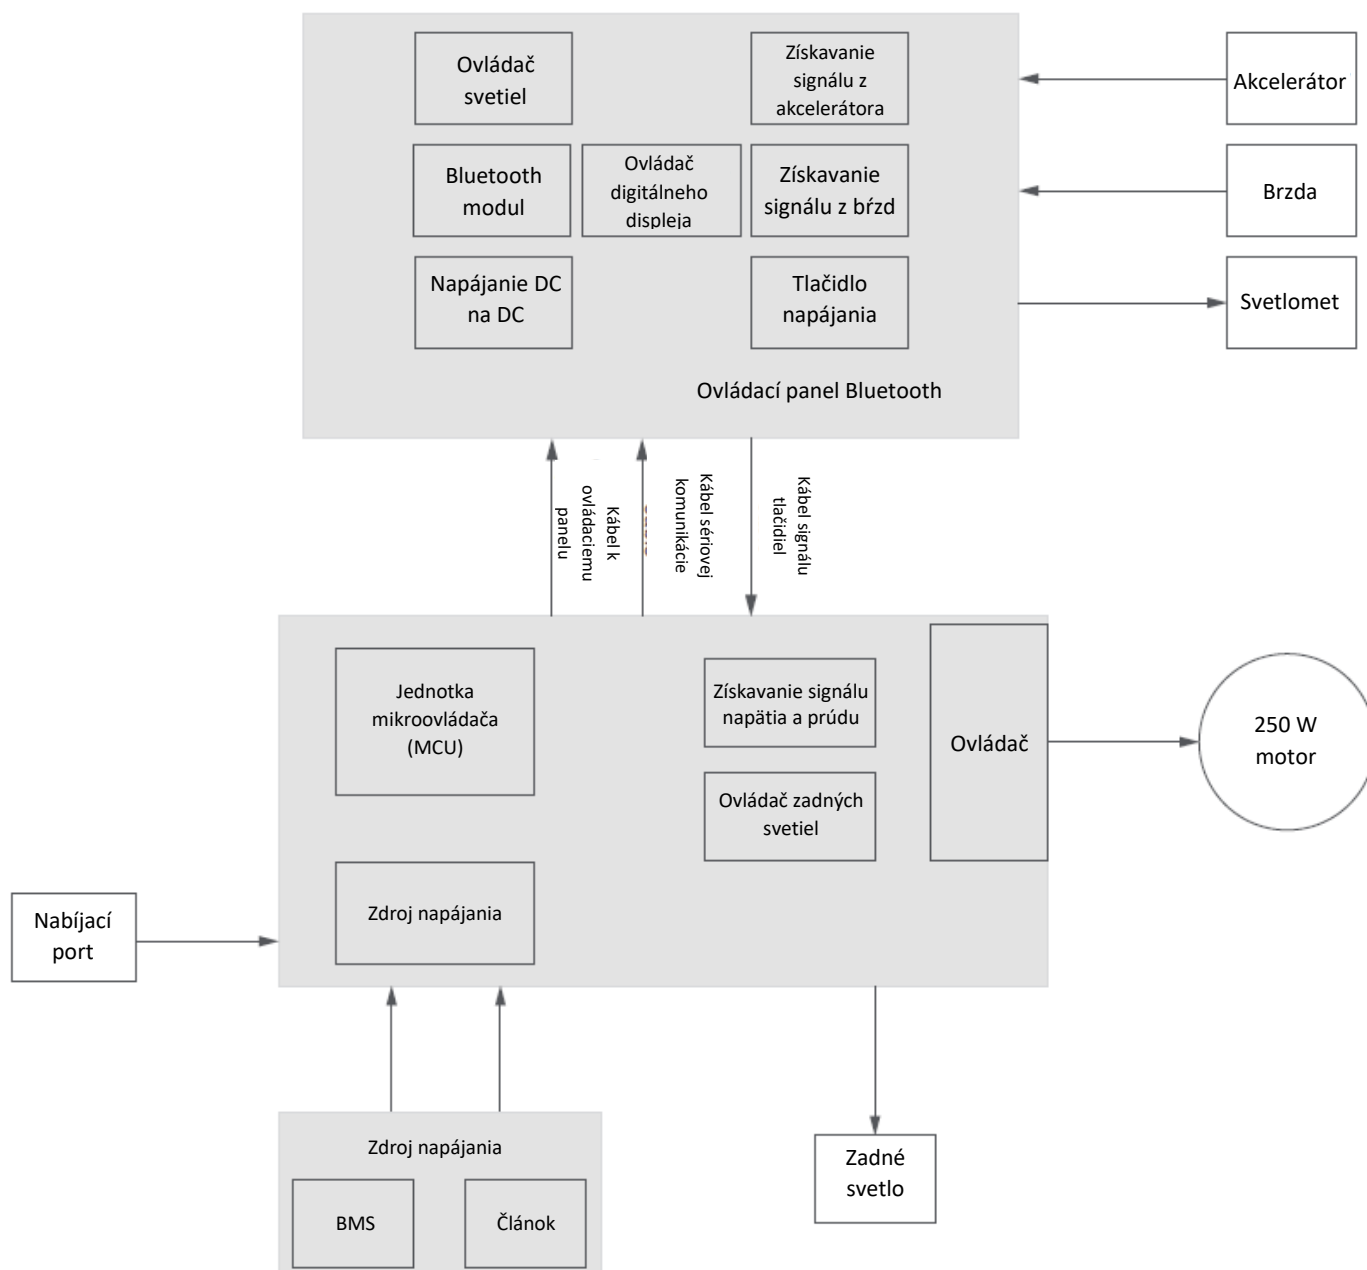 Ovládač
svetiel
Získavanie
signálu z
akcelerátora
Akcelerátor
Bluetooth
modul
Ovládač
digitálneho
displeja
Získavanie
signálu z bŕzd
Brzda
Napájanie DC
na DC
Tlačidlo
napájania
Svetlomet
Ovládací panel Bluetooth
Kábel k
ovládaciemu
panelu
Kábel sériovej
komunikácie
Kábel signálu
tlačidiel
Jednotka
mikroovládača
(MCU)
Získavanie signálu
napätia a prúdu
Ovládač
250 W
motor
Ovládač zadných
svetiel
Zdroj napájania
Nabíjací
port
Zdroj napájania
BMS
Článok
Zadné
svetlo